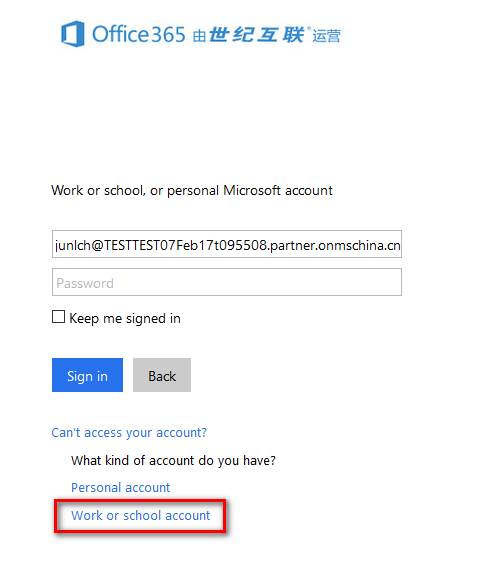 Office365 由世纪互联®运营
Work or school, or personal Microsoft account
junlch@TESTTEST07Feb17t095508.partner.onmschina.cn
Password
Keep me signed in
Sign in Back
Can't access your account?
What kind of account do you have?
Personal account
Work or school account